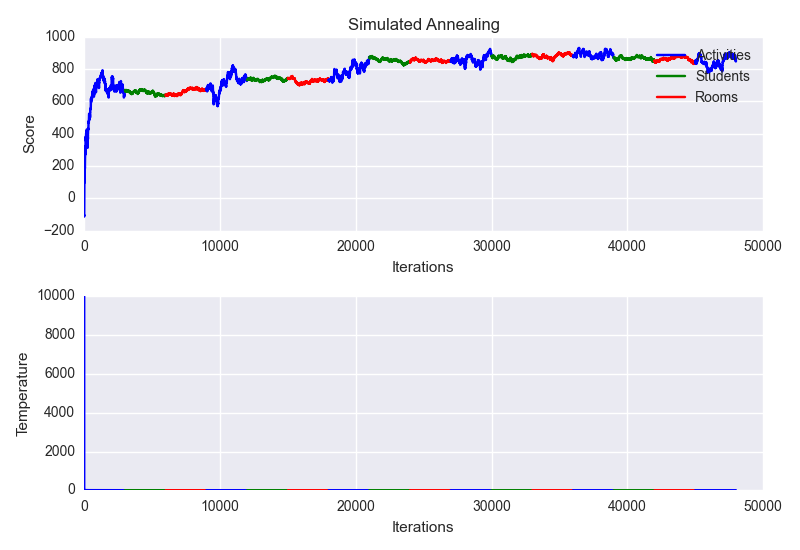 Simulated Annealing
1000
800
600
400
200
0
−200
Score
Activities
Students
Rooms
0 10000 20000 30000 40000 50000
Iterations
10000
8000
6000
4000
2000
0
Temperature
0 10000 20000 30000 40000 50000
Iterations